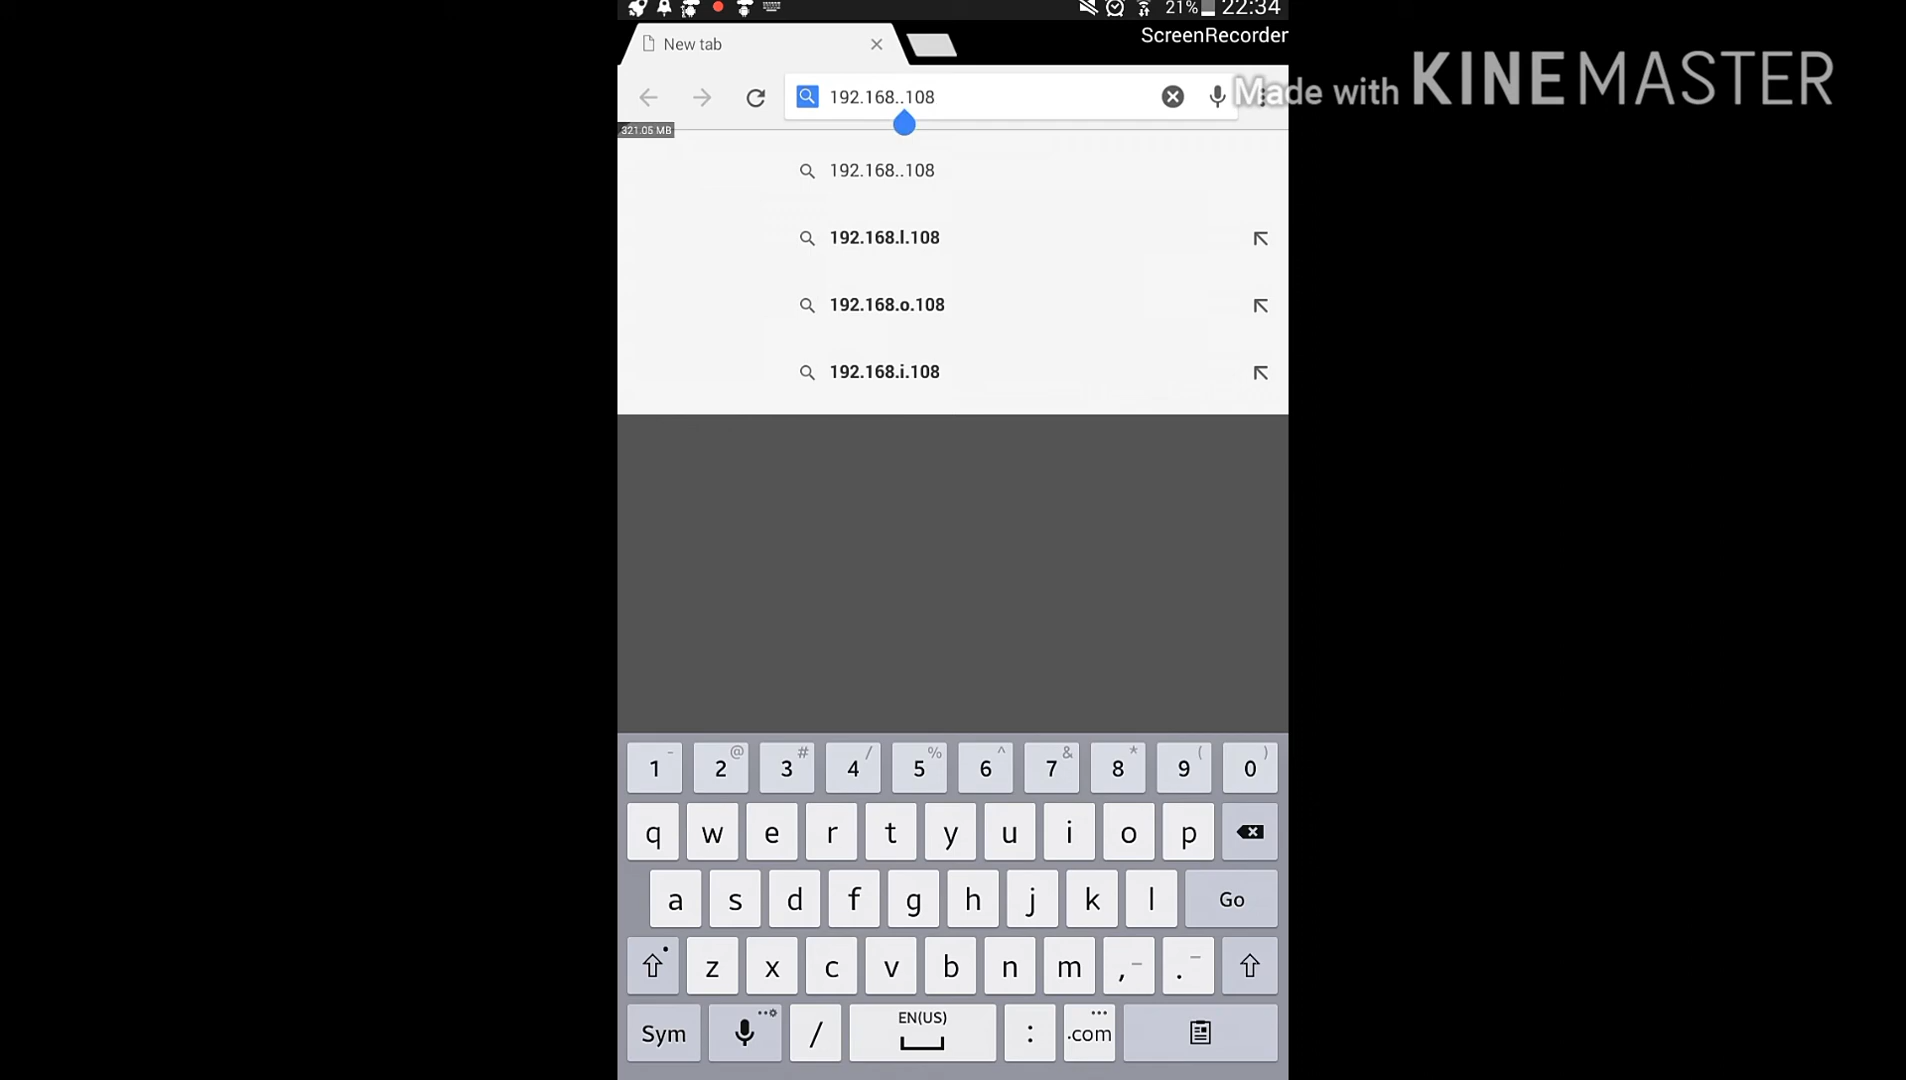 21% 22:34
New tab
ScreenRecorder
192.168..108
Made with KINEMASTER
321.05 MB
192.168..108
192.168.l.108
192.168.o.108
192.168.i.108
1 - 2 @ 3 # 4 / 5 % 6 ^ 7 & 8 * 9 ( 0 )
q w e r t y u i o p
a s d f g h j k l Go
z x c v b n m , - . -
Sym / EN(US) : .com